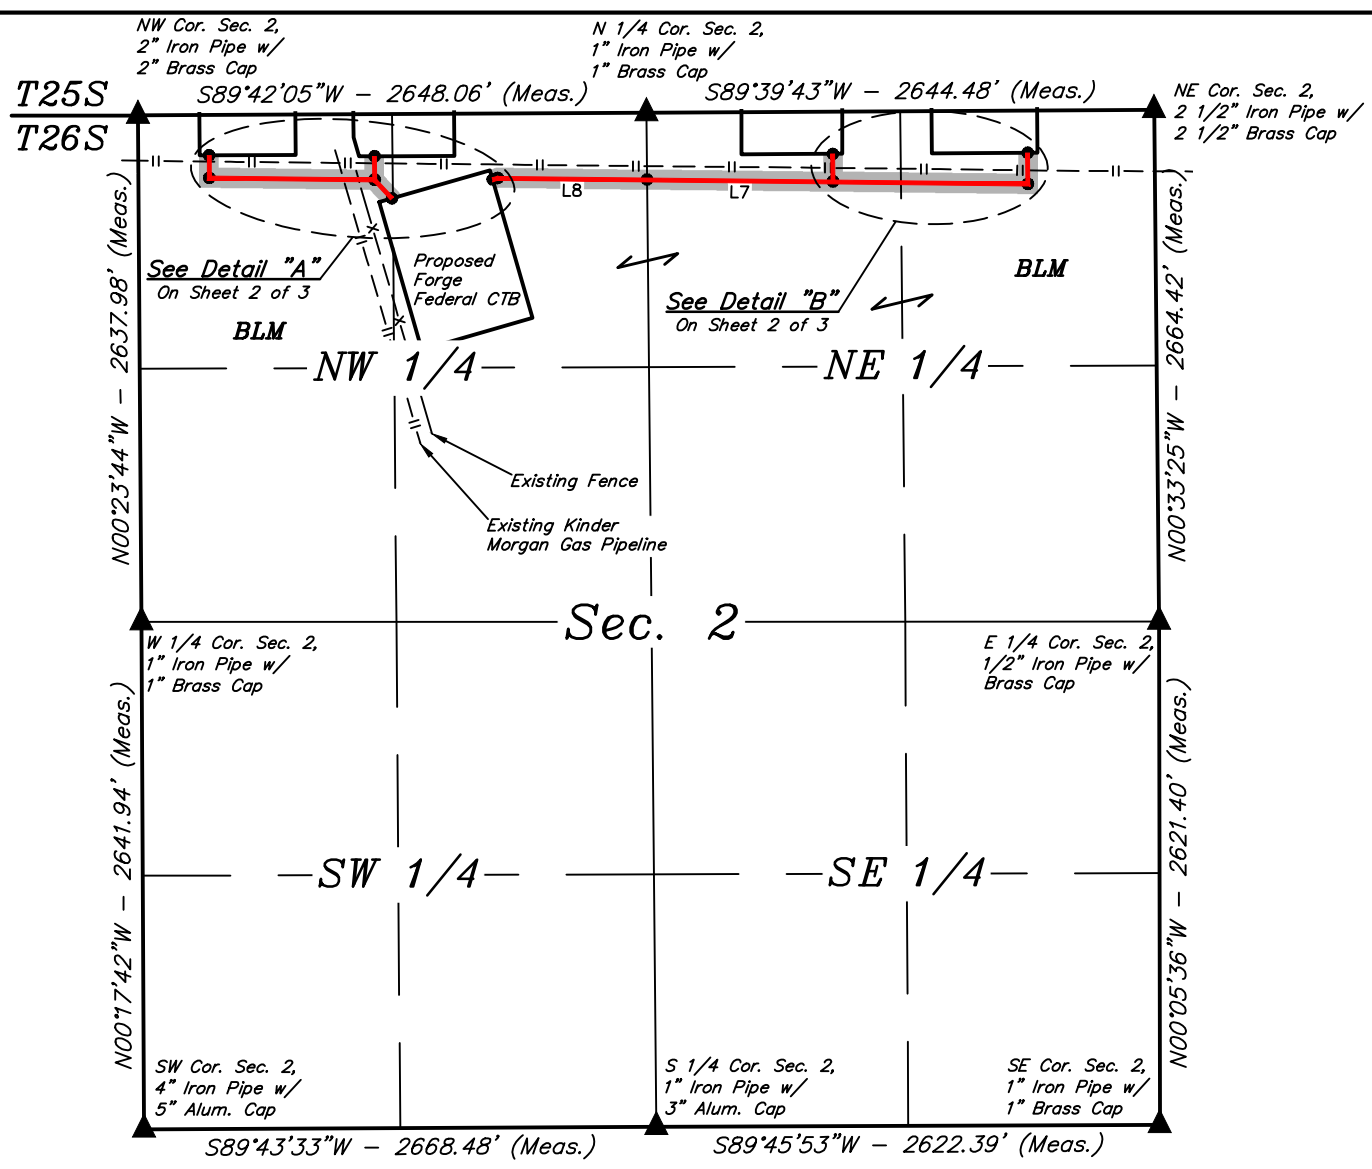 NW Cor. Sec. 2,
2" Iron Pipe w/
2" Brass Cap
N 1/4 Cor. Sec. 2,
1" Iron Pipe w/
1" Brass Cap
NE Cor. Sec. 2,
2 1/2" Iron Pipe w/
2 1/2" Brass Cap
T25S
T26S
S89°42'05"W - 2648.06' (Meas.)
S89°39'43"W - 2644.48' (Meas.)
L8
L7
N00°23'44"W - 2637.98' (Meas.)
N00°33'25"W - 2664.42' (Meas.)
See Detail "A"
On Sheet 2 of 3
BLM
Proposed
Forge
Federal CTB
See Detail "B"
On Sheet 2 of 3
BLM
NW 1/4
NE 1/4
Existing Fence
Existing Kinder
Morgan Gas Pipeline
Sec. 2
W 1/4 Cor. Sec. 2,
1" Iron Pipe w/
1" Brass Cap
E 1/4 Cor. Sec. 2,
1/2" Iron Pipe w/
Brass Cap
N00°17'42"W - 2641.94' (Meas.)
N00°05'36"W - 2621.40' (Meas.)
SW 1/4
SE 1/4
SW Cor. Sec. 2,
4" Iron Pipe w/
5" Alum. Cap
S 1/4 Cor. Sec. 2,
1" Iron Pipe w/
3" Alum. Cap
SE Cor. Sec. 2,
1" Iron Pipe w/
1" Brass Cap
S89°43'33"W - 2668.48' (Meas.)
S89°45'53"W - 2622.39' (Meas.)